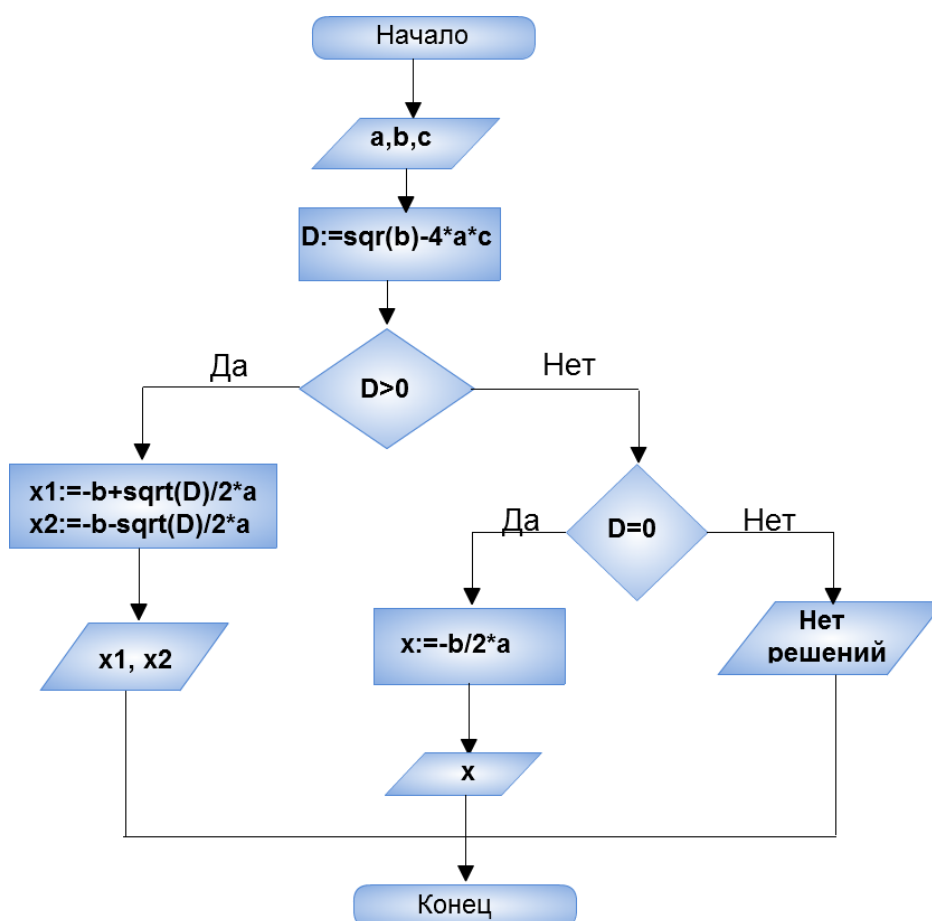 Начало
a,b,c
D:=sqr(b)-4*a*c
Да
Нет
D>0
x1:=-b+sqrt(D)/2*a
x2:=-b-sqrt(D)/2*a
Да
Нет
D=0
x1, x2
x:=-b/2*a
Нет
решений
x
Конец